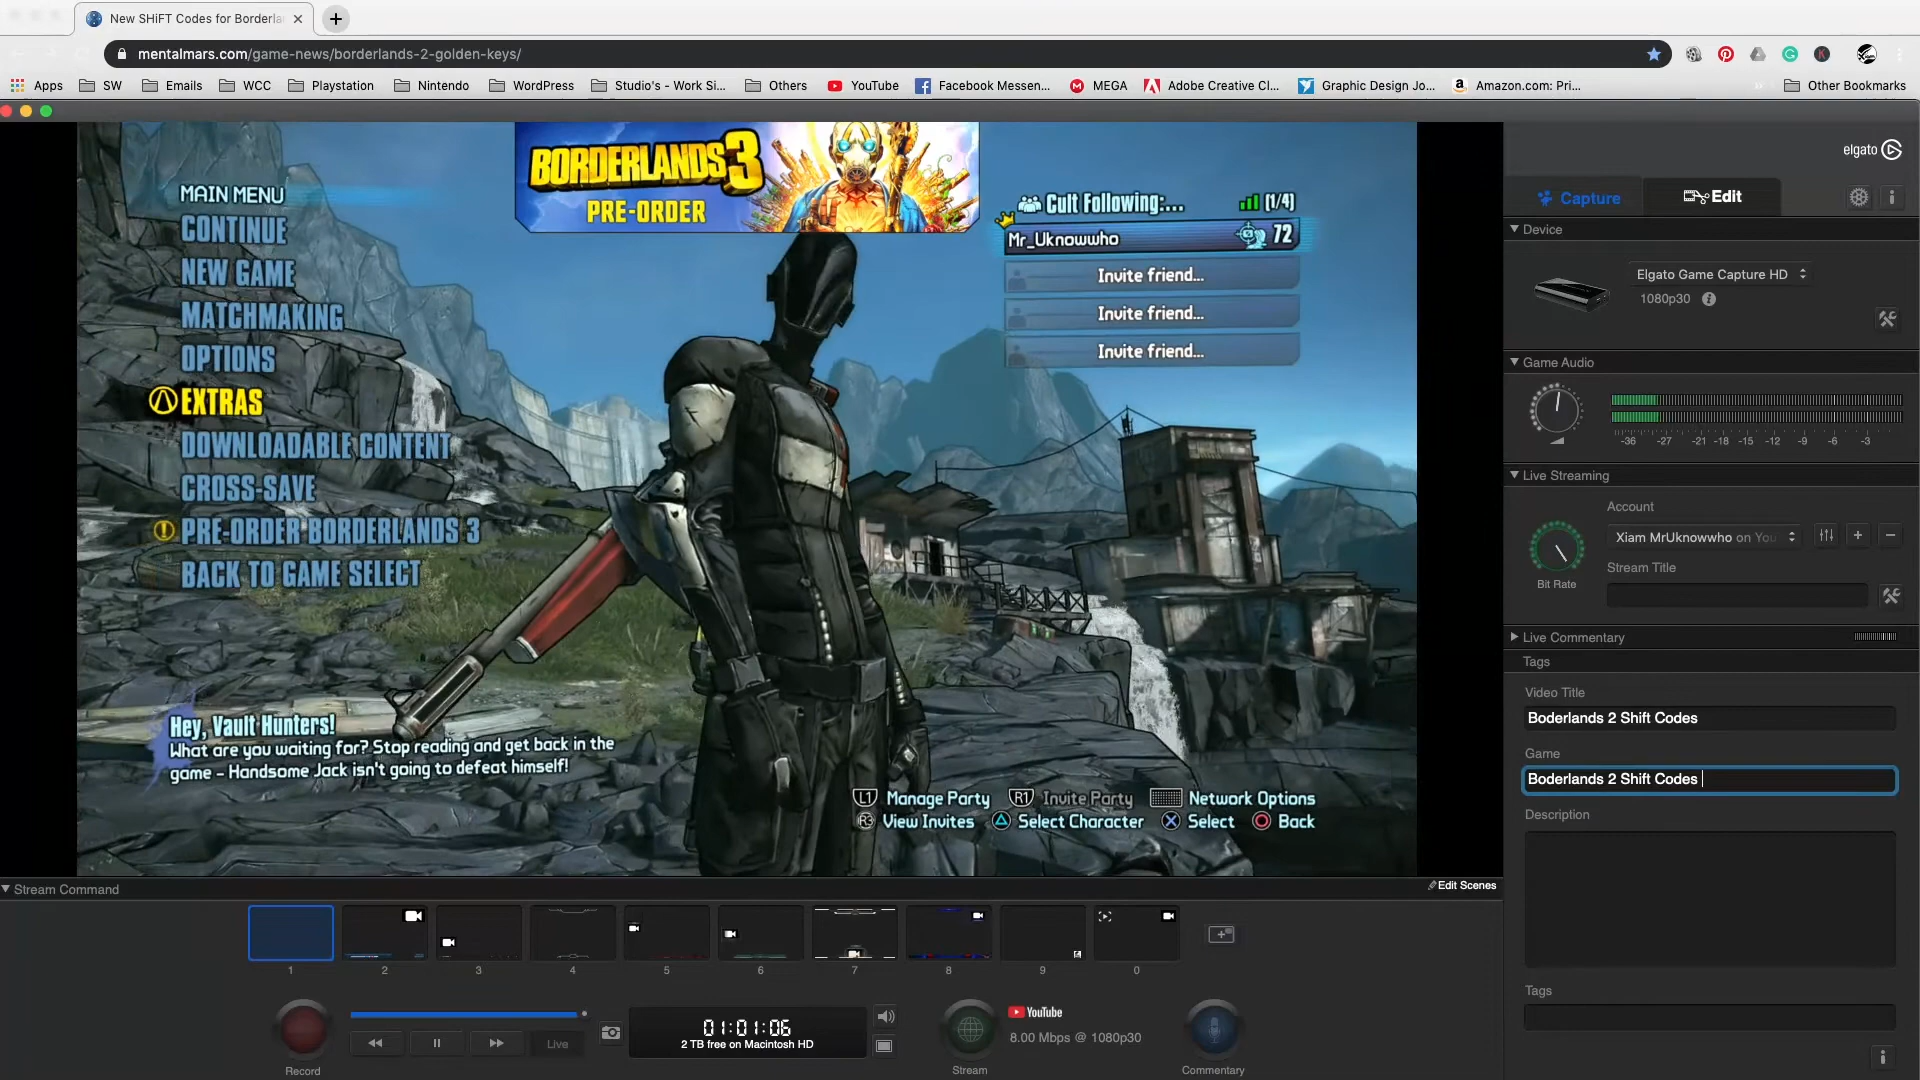 New SHiFT Codes for Borderla
mentalmars.com/game-news/borderlands-2-golden-keys/
Apps SW Emails WCC Playstation Nintendo WordPress Studio's - Work Si... Others YouTube Facebook Messen... MEGA Adobe Creative Cl... Graphic Design Jo... Amazon.com: Pri... Other Bookmarks
BORDERLANDS 3
PRE-ORDER
MAIN MENU
CONTINUE
NEW GAME
MATCHMAKING
OPTIONS
EXTRAS
DOWNLOADABLE CONTENT
CROSS-SAVE
PRE-ORDER BORDERLANDS 3
BACK TO GAME SELECT
Cult Following:... (1/4)
Mr_Uknowwho 72
Invite friend...
Invite friend...
Invite friend...
Hey, Vault Hunters!
What are you waiting for? Stop reading and get back in the
game - Handsome Jack isn't going to defeat himself!
L1 Manage Party R1 Invite Party Network Options
R3 View Invites Select Character Select Back
elgato
Capture Edit
Device
Elgato Game Capture HD
1080p30
Game Audio
-36 -27 -21 -18 -15 -12 -9 -6 -3
Live Streaming
Account
Xiam MrUknowwho on You
Bit Rate
Stream Title
Live Commentary
Tags
Video Title
Boderlands 2 Shift Codes
Game
Boderlands 2 Shift Codes
Description
Tags
Stream Command Edit Scenes
1 2 3 4 5 6 7 8 9 0
Record
Live
01:01:06
2 TB free on Macintosh HD
Stream
YouTube
8.00 Mbps @ 1080p30
Commentary